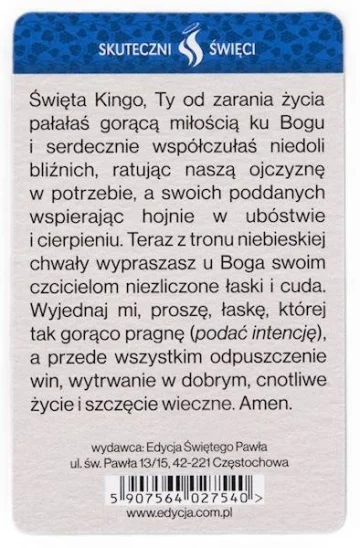 SKUTECZNI ŚWIĘCI
Święta Kingo, Ty od zarania życia
pałałaś gorącą miłością ku Bogu
i serdecznie współczułaś niedoli
bliźnich, ratując naszą ojczyznę
w potrzebie, a swoich poddanych
wspierając hojnie w ubóstwie
i cierpieniu. Teraz z tronu niebieskiej
chwały wypraszasz u Boga swoim
czcicielom niezliczone łaski i cuda.
Wyjednaj mi, proszę, łaskę, której
tak gorąco pragnę (podać intencję),
a przede wszystkim odpuszczenie
win, wytrwanie w dobrym, cnotliwe
życie i szczęcie wieczne. Amen.
wydawca: Edycja Świętego Pawła
ul. św. Pawła 13/15, 42-221 Częstochowa
5 907564 027540 >
www.edycja.com.pl